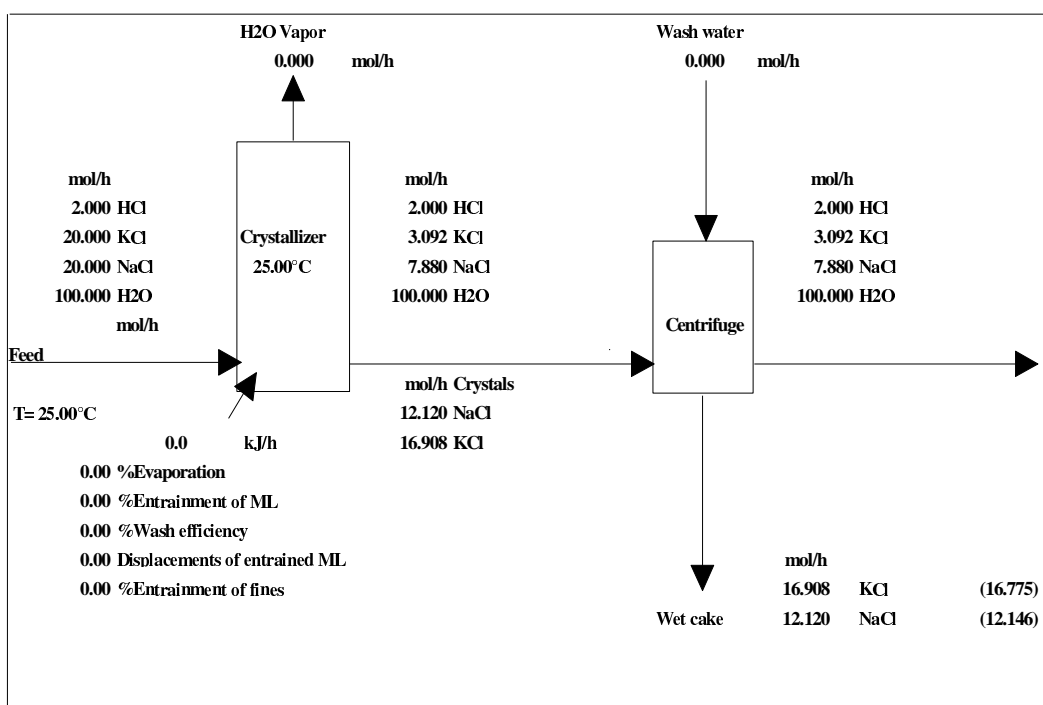 H2O Vapor
0.000 mol/h
Wash water
0.000 mol/h
mol/h
2.000 HCl
20.000 KCl
20.000 NaCl
100.000 H2O
mol/h
Crystallizer
25.00°C
mol/h
2.000 HCl
3.092 KCl
7.880 NaCl
100.000 H2O
Centrifuge
mol/h
2.000 HCl
3.092 KCl
7.880 NaCl
100.000 H2O
Feed
T= 25.00°C
mol/h Crystals
12.120 NaCl
16.908 KCl
0.0 kJ/h
0.00 %Evaporation
0.00 %Entrainment of ML
0.00 %Wash efficiency
0.00 Displacements of entrained ML
0.00 %Entrainment of fines
Wet cake
mol/h
16.908 KCl (16.775)
12.120 NaCl (12.146)